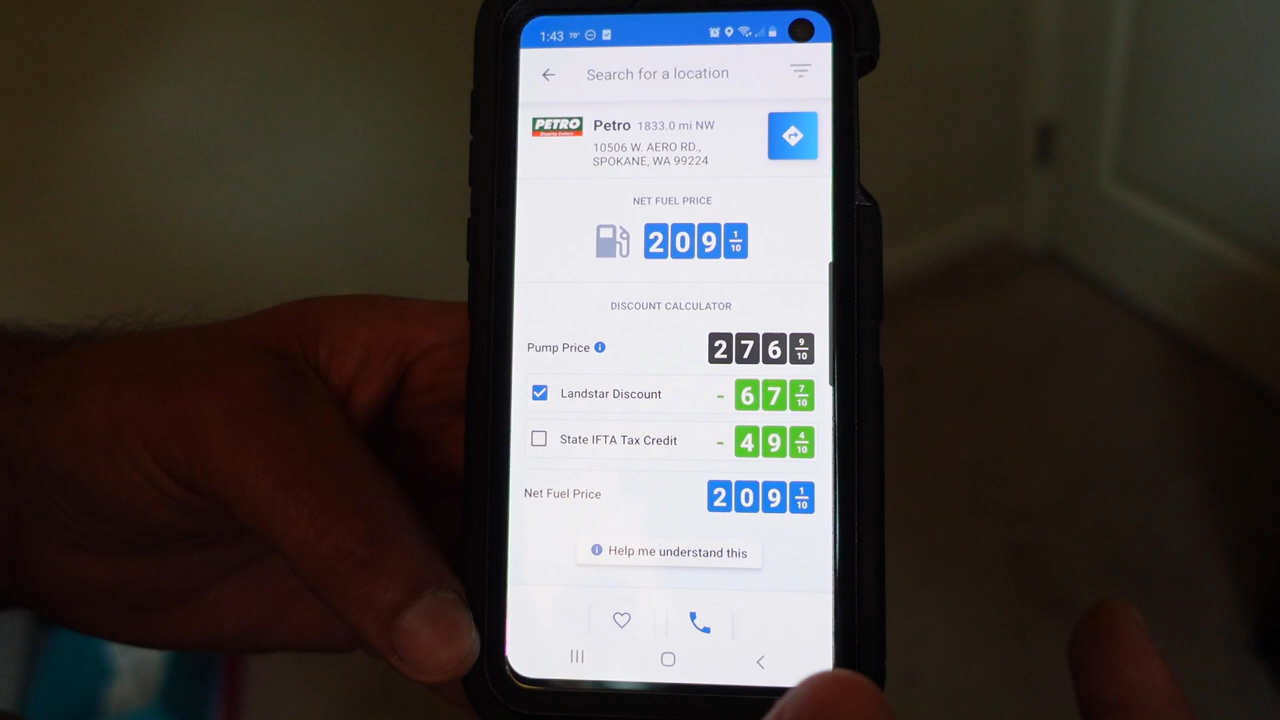 1:43 70°
Search for a location
PETRO
Stopping Centers
Petro 1833.0 mi NW
10506 W. AERO RD.,
SPOKANE, WA 99224
NET FUEL PRICE
209 1/10
DISCOUNT CALCULATOR
Pump Price 276 9/10
Landstar Discount - 67 7/10
State IFTA Tax Credit - 49 4/10
Net Fuel Price 209 1/10
Help me understand this